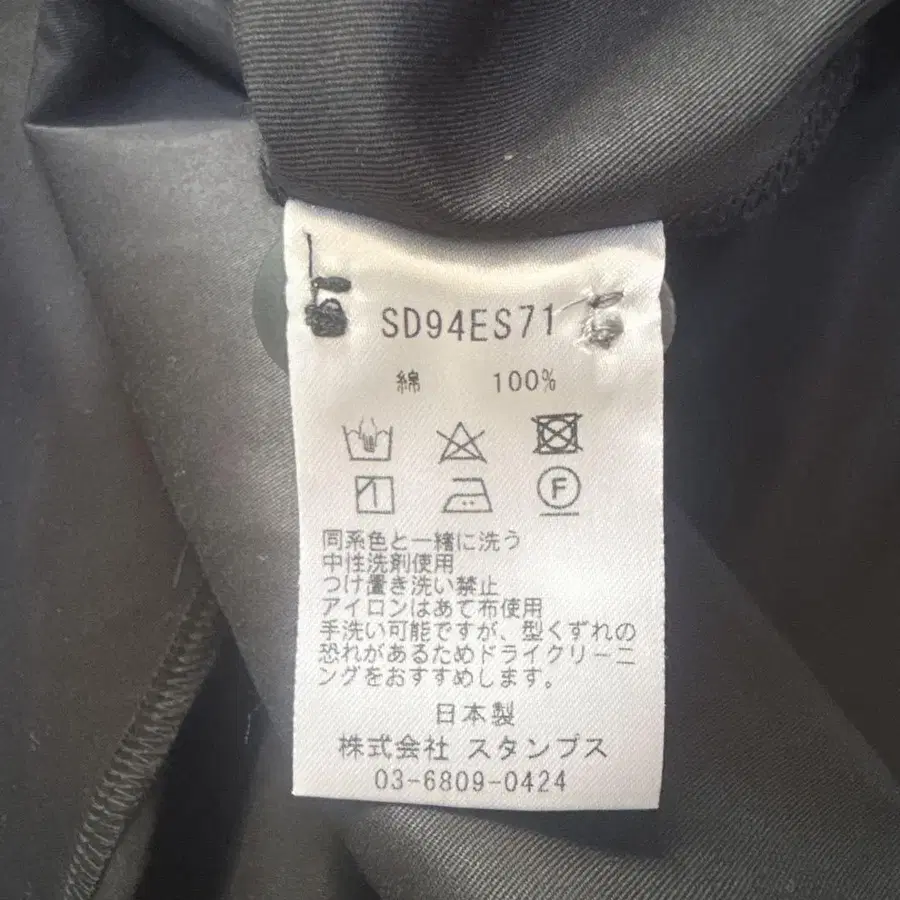 SD94ES71
綿 100%
F
同系色と一緒に洗う
中性洗剤使用
つけ置き洗い禁止
アイロンはあて布使用
手洗い可能ですが、型くずれの
恐れがあるためドライクリーニ
ングをおすすめします。
日本製
株式会社 スタンプス
03-6809-0424